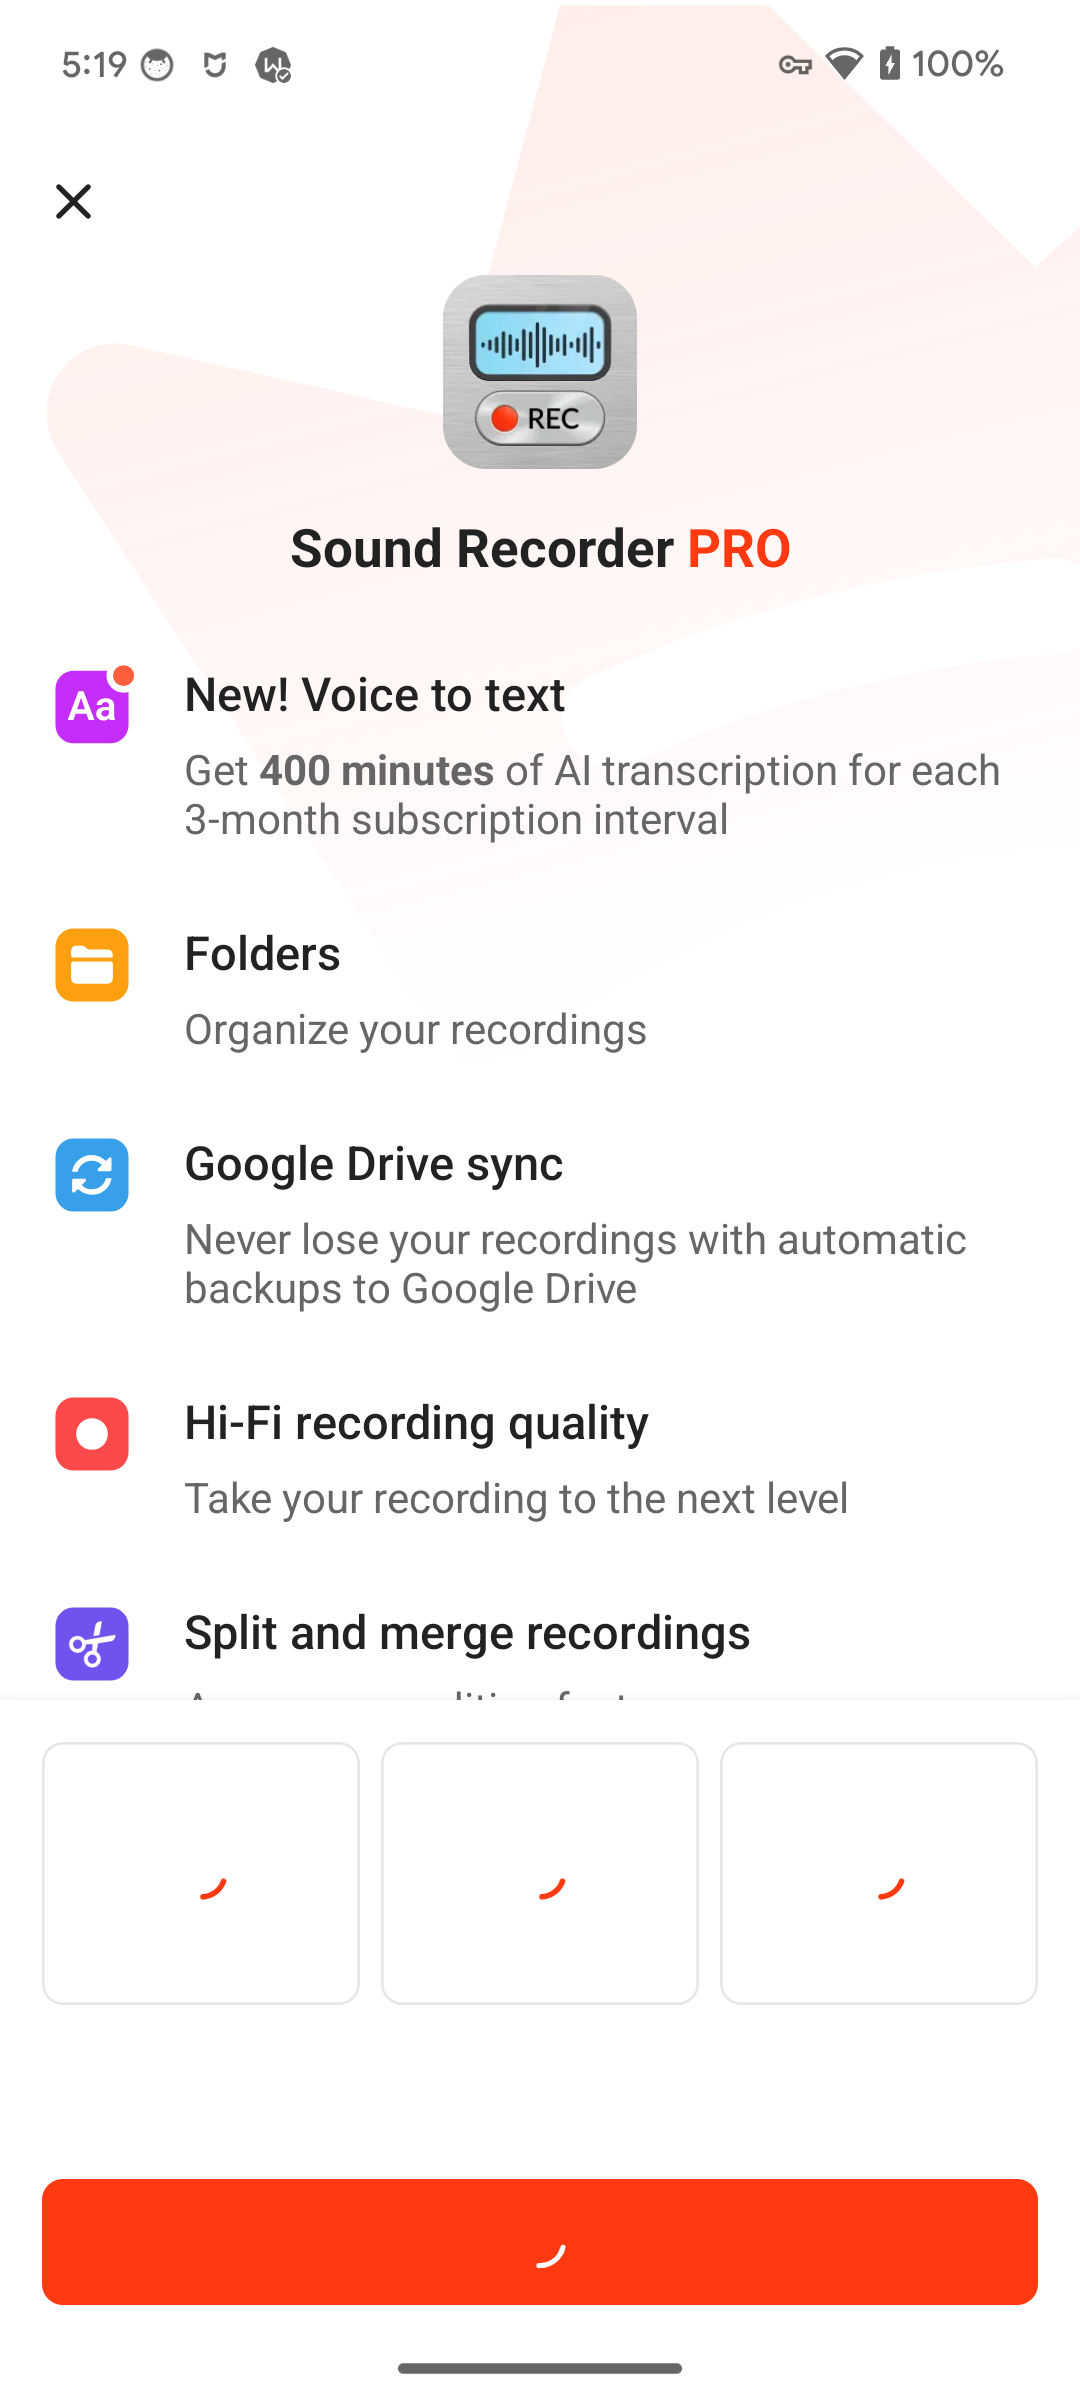 5:19
100%
REC
Sound Recorder PRO
Aa
New! Voice to text
Get 400 minutes of AI transcription for each
3-month subscription interval
Folders
Organize your recordings
Google Drive sync
Never lose your recordings with automatic
backups to Google Drive
Hi-Fi recording quality
Take your recording to the next level
Split and merge recordings